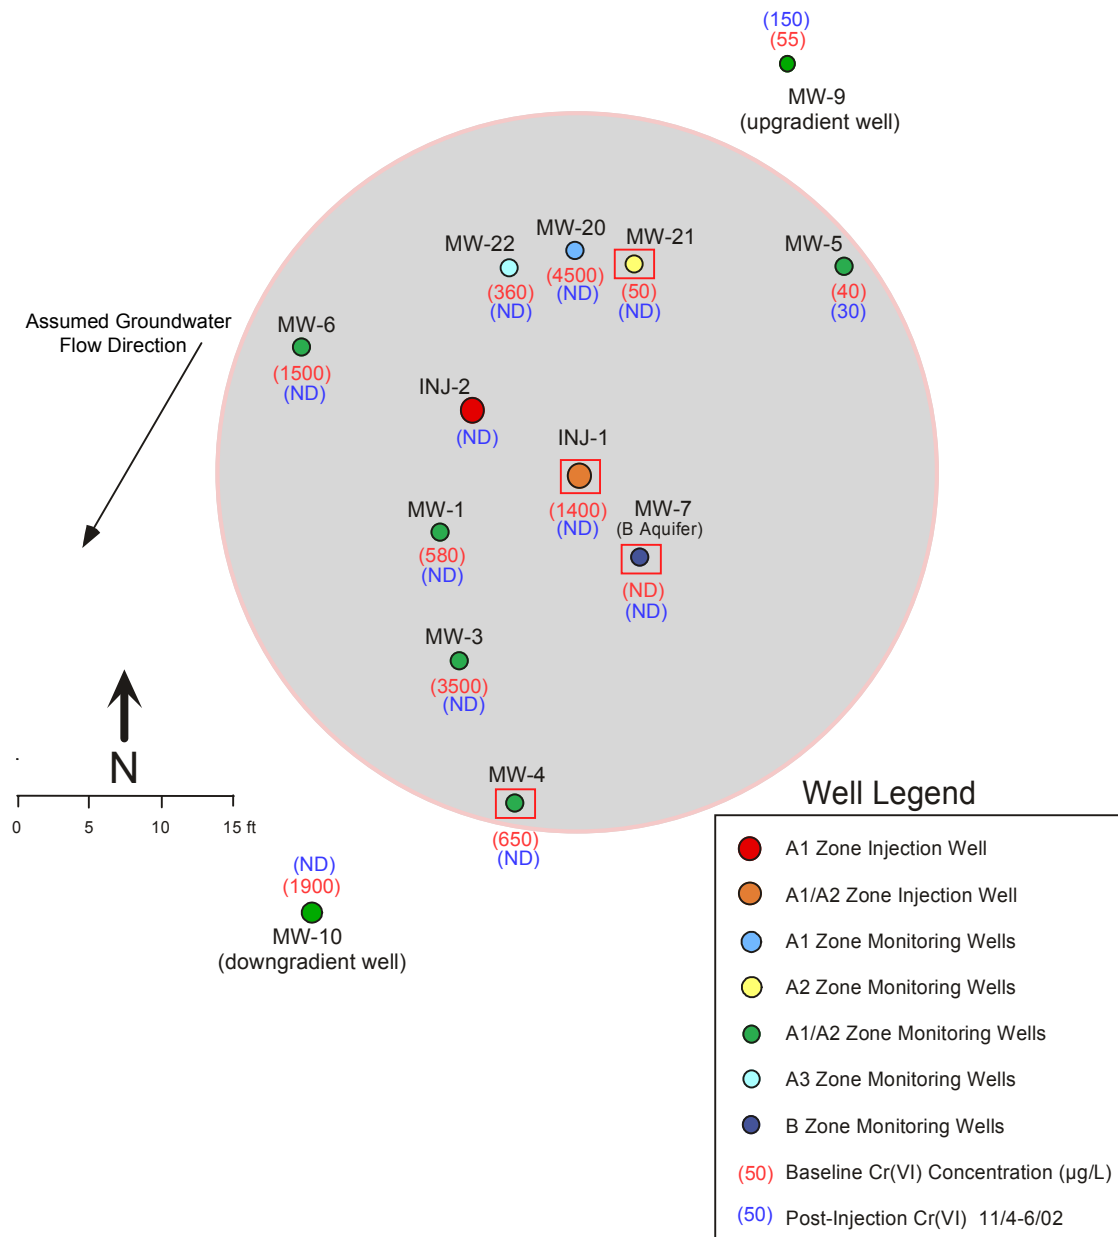 (150)
(55)
MW-9
(upgradient well)
MW-20
MW-22
MW-21
MW-5
(4500)
(360)
(50)
(40)
(ND)
(ND)
(ND)
(30)
Assumed Groundwater
Flow Direction
MW-6
(1500)
(ND)
INJ-2
(ND)
INJ-1
(1400)
(ND)
MW-7
(B Aquifer)
(ND)
(ND)
MW-1
(580)
(ND)
MW-3
(3500)
(ND)
N
0 5 10 15 ft
MW-4
(650)
(ND)
(ND)
(1900)
MW-10
(downgradient well)
Well Legend
A1 Zone Injection Well
A1/A2 Zone Injection Well
A1 Zone Monitoring Wells
A2 Zone Monitoring Wells
A1/A2 Zone Monitoring Wells
A3 Zone Monitoring Wells
B Zone Monitoring Wells
(50) Baseline Cr(VI) Concentration (µg/L)
(50) Post-Injection Cr(VI) 11/4-6/02